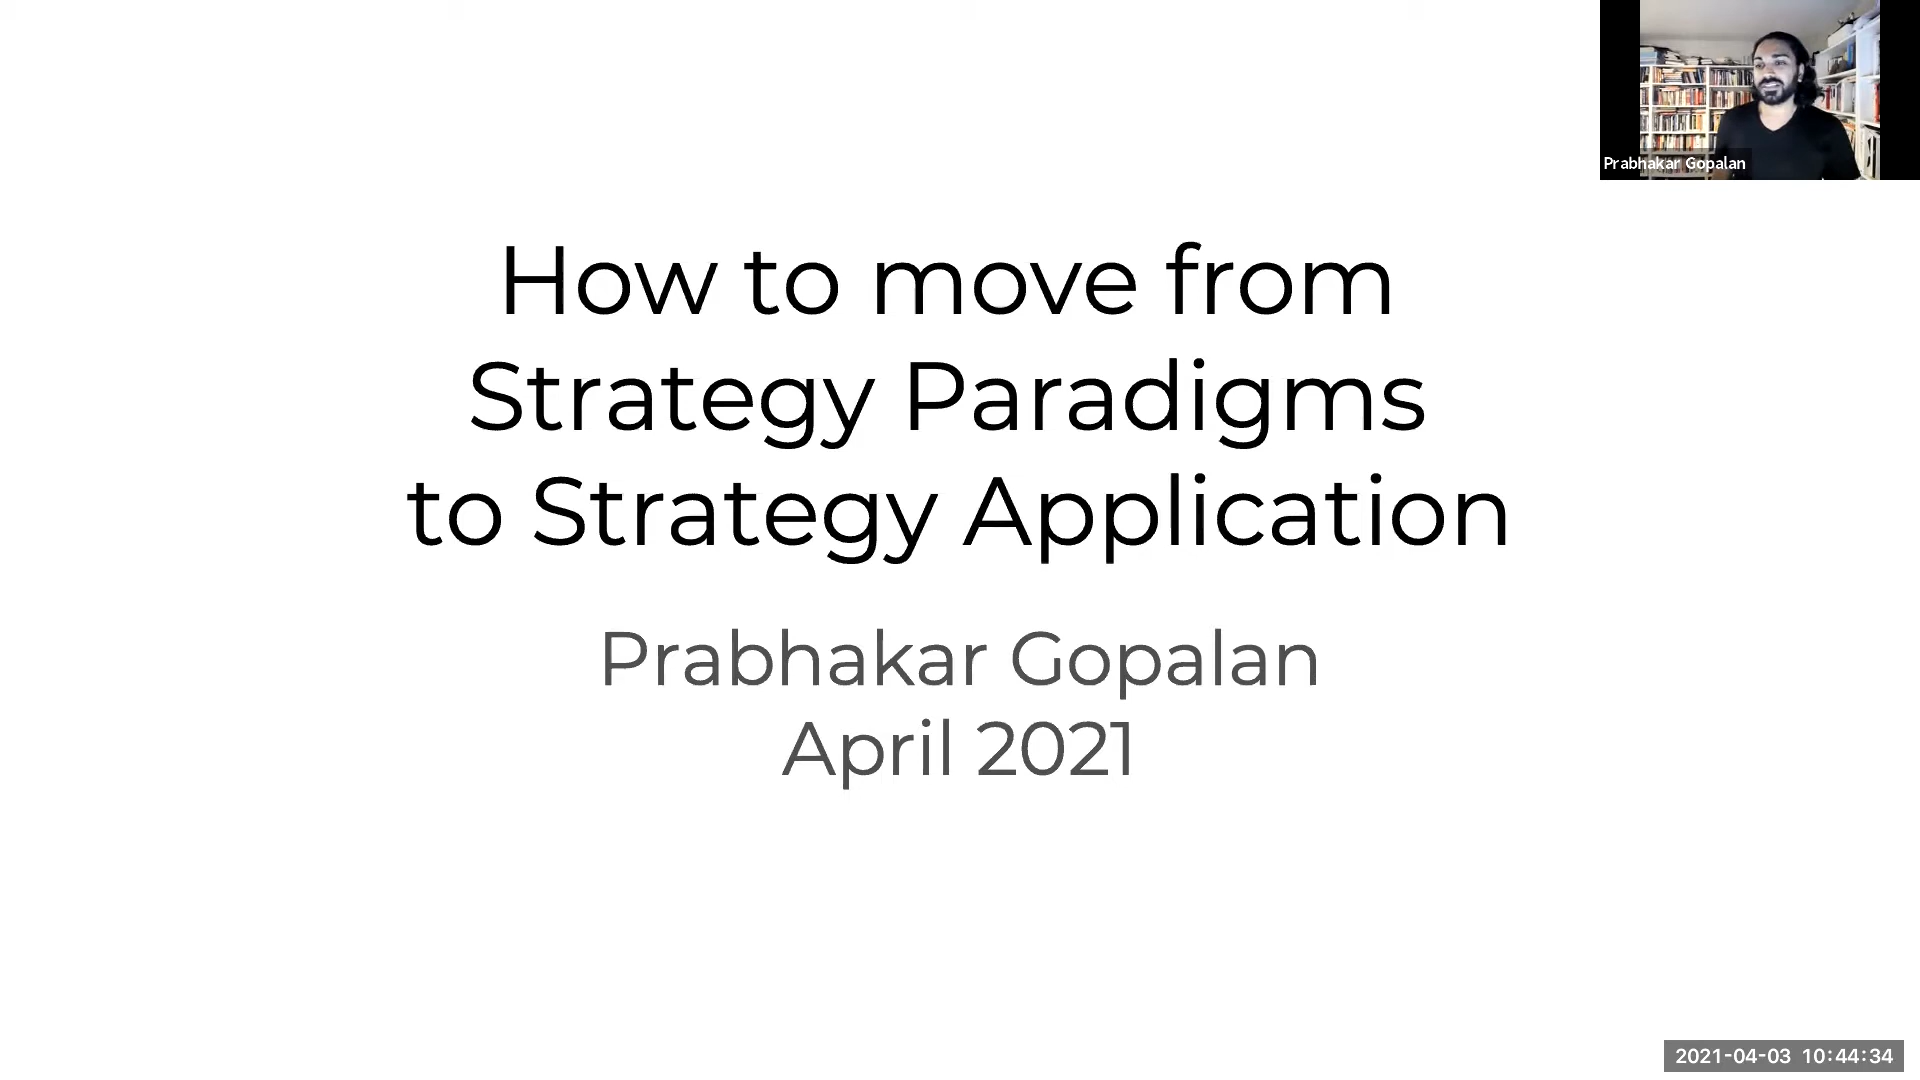 Prabhakar Gopalan
How to move from
Strategy Paradigms
to Strategy Application
Prabhakar Gopalan
April 2021
2021-04-03 10:44:34